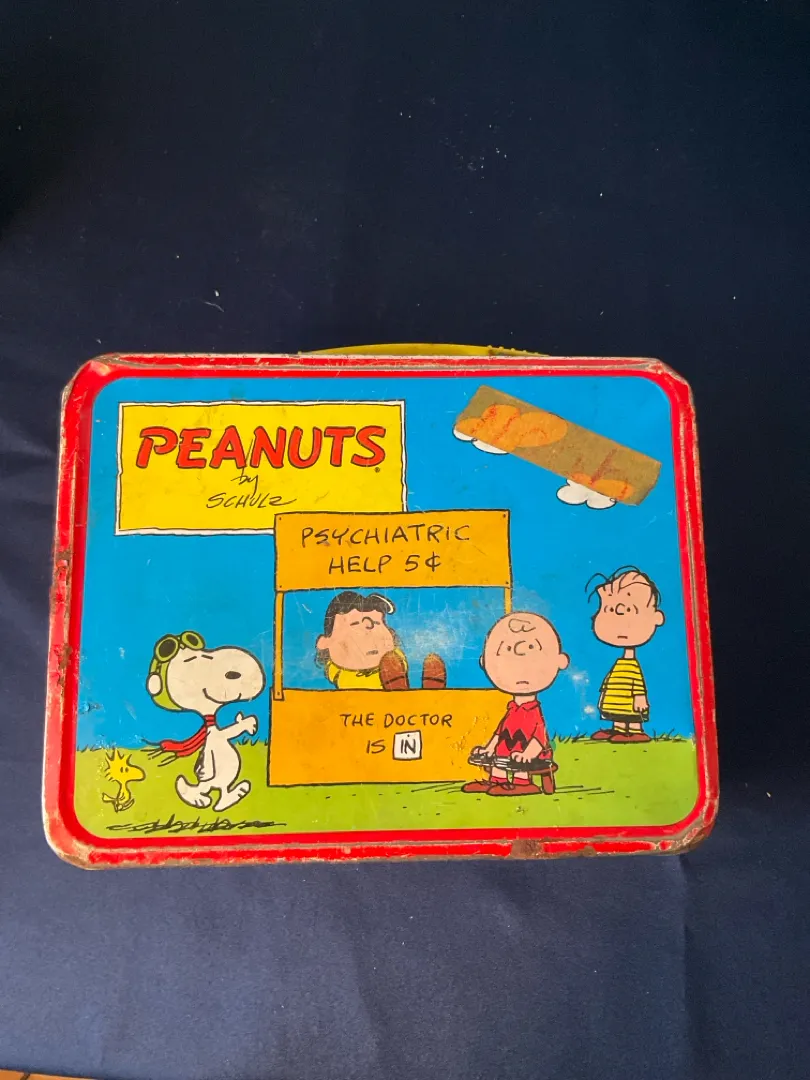 PEANUTS®
by
SCHULZ
PSYCHIATRIC
HELP 5¢
THE DOCTOR
IS IN